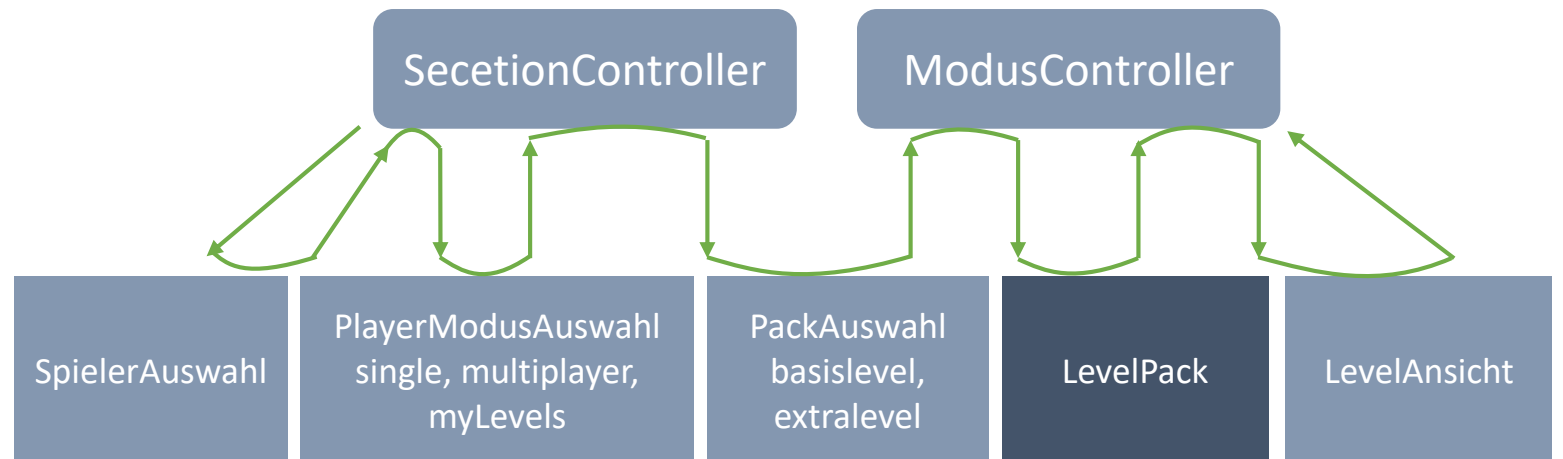 SecetionController
ModusController
SpielerAuswahl
PlayerModusAuswahl
single, multiplayer,
myLevels
PackAuswahl
basislevel,
extralevel
LevelPack
LevelAnsicht